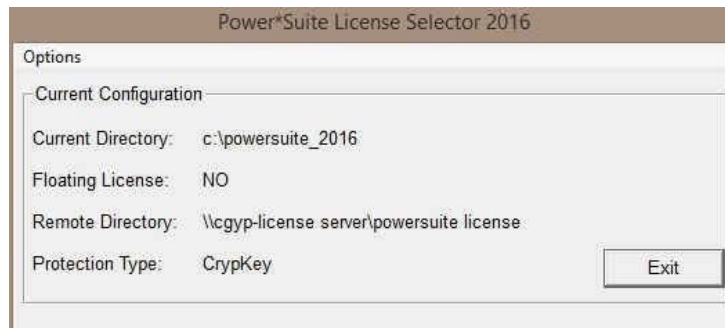 Power*Suite License Selector 2016
Options
Current Configuration
Current Directory: c:\powersuite_2016
Floating License: NO
Remote Directory: \\cgyp-license server\powersuite license
Protection Type: CrypKey
Exit